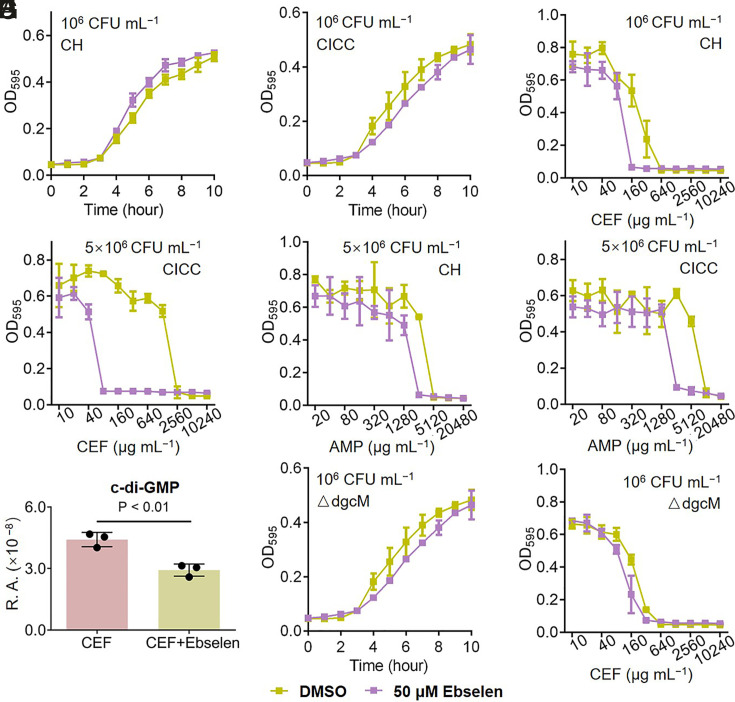 10⁶ CFU mL⁻¹
CH
OD₅₉₅
0.6
0.4
0.2
0.0
0 2 4 6 8 10
Time (hour)
10⁶ CFU mL⁻¹
CICC
OD₅₉₅
0.6
0.4
0.2
0.0
0 2 4 6 8 10
Time (hour)
10⁶ CFU mL⁻¹
CH
OD₅₉₅
1.0
0.8
0.6
0.4
0.2
0.0
10 40 160 640 2560 10240
CEF (µg mL⁻¹)
5×10⁶ CFU mL⁻¹
CICC
OD₅₉₅
0.8
0.6
0.4
0.2
0.0
10 40 160 640 2560 10240
CEF (µg mL⁻¹)
5×10⁶ CFU mL⁻¹
CH
OD₅₉₅
1.0
0.8
0.6
0.4
0.2
0.0
20 80 320 1280 5120 20480
AMP (µg mL⁻¹)
5×10⁶ CFU mL⁻¹
CICC
OD₅₉₅
0.8
0.6
0.4
0.2
0.0
20 80 320 1280 5120 20480
AMP (µg mL⁻¹)
c-di-GMP
P < 0.01
R. A. (×10⁻⁸)
6.0
3.0
0.0
CEF CEF+Ebselen
10⁶ CFU mL⁻¹
△dgcM
OD₅₉₅
0.6
0.4
0.2
0.0
0 2 4 6 8 10
Time (hour)
10⁶ CFU mL⁻¹
△dgcM
OD₅₉₅
1.0
0.8
0.6
0.4
0.2
0.0
10 40 160 640 2560 10240
CEF (µg mL⁻¹)
DMSO 50 µM Ebselen